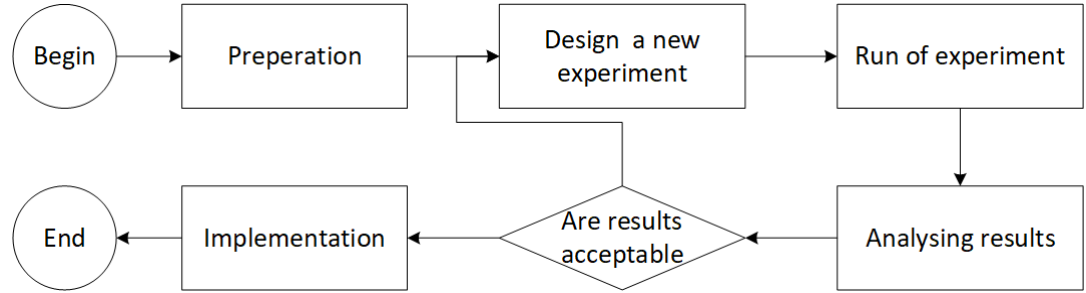 Begin
Preperation
Design a new
experiment
Run of experiment
End
Implementation
Are results
acceptable
Analysing results